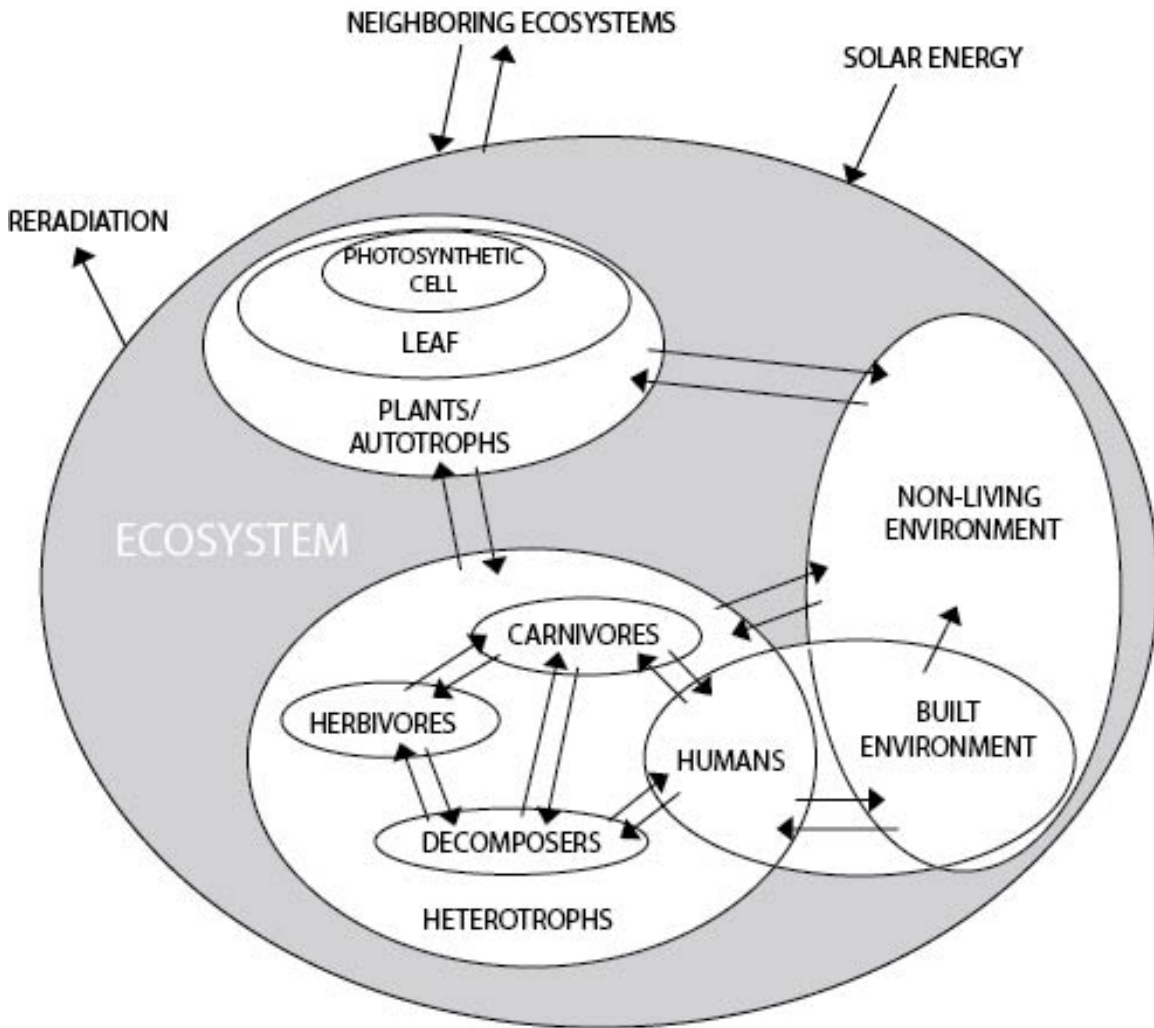 NEIGHBORING ECOSYSTEMS
SOLAR ENERGY
RERADIATION
PHOTOSYNTHETIC
CELL
LEAF
PLANTS/
AUTOTROPHS
NON-LIVING
ENVIRONMENT
ECOSYSTEM
CARNIVORES
HERBIVORES
BUILT
ENVIRONMENT
HUMANS
DECOMPOSERS
HETEROTROPHS